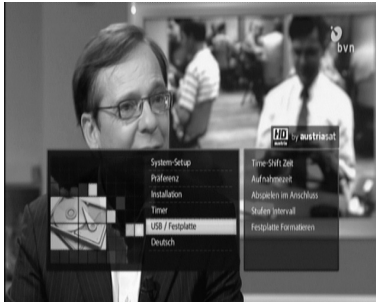 bvn
HD
austria
by austriasat
System-Setup
Präferenz
Installation
Timer
USB / Festplatte
Deutsch
Time-Shift Zeit
Aufnahmezeit
Abspielen im Anschluss
Stufen Intervall
Festplatte Formatieren